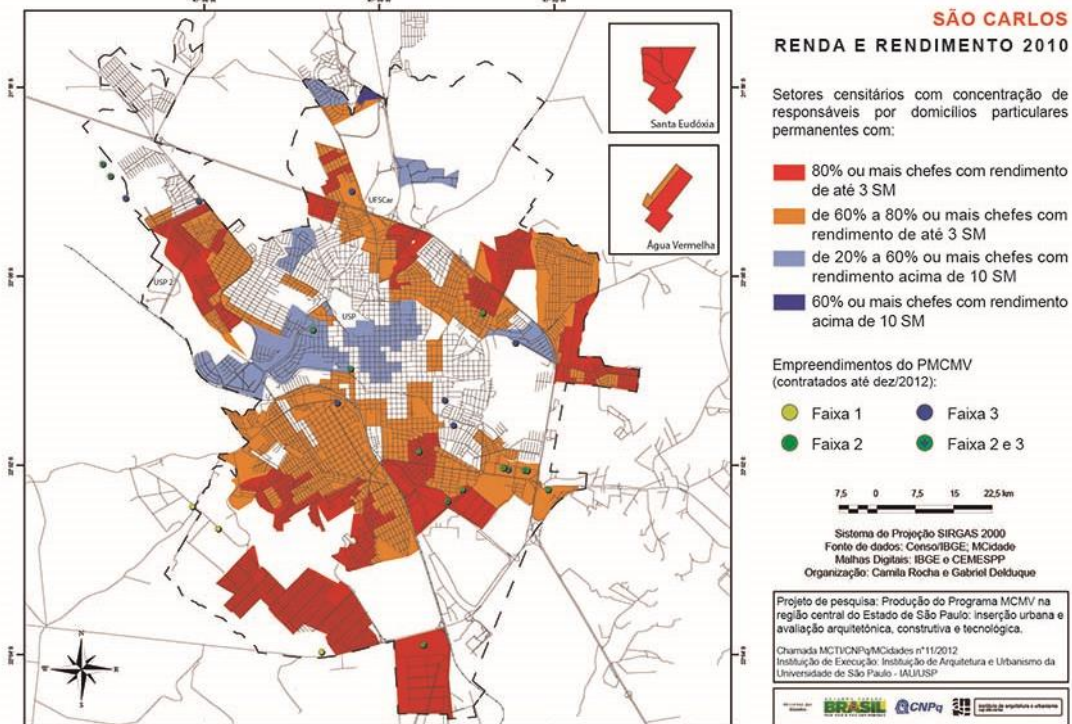 SÃO CARLOS
RENDA E RENDIMENTO 2010
Setores censitários com concentração de
responsáveis por domicílios particulares
permanentes com:
80% ou mais chefes com rendimento
de até 3 SM
de 60% a 80% ou mais chefes com
rendimento de até 3 SM
de 20% a 60% ou mais chefes com
rendimento acima de 10 SM
60% ou mais chefes com rendimento
acima de 10 SM
Empreendimentos do PMCMV
(contratados até dez/2012):
Faixa 1
Faixa 3
Faixa 2
Faixa 2 e 3
7,5 0 7,5 15 22,5 km
Sistema de Projeção SIRGAS 2000
Fonte de dados: Censo/IBGE; MCidade
Malhas Digitais: IBGE e CEMESPP
Organização: Camila Rocha e Gabriel Delduque
Projeto de pesquisa: Produção do Programa MCMV na
região central do Estado de São Paulo: inserção urbana e
avaliação arquitetônica, construtiva e tecnológica.
Chamada MCTI/CNPq/MCidades n°11/2012
Instituição de Execução: Instituição de Arquitetura e Urbanismo da
Universidade de São Paulo - IAU/USP
BRASIL
CNPq
Santa Eudóxia
Água Vermelha
UFSCar
USP 2
USP
N
W
E
S